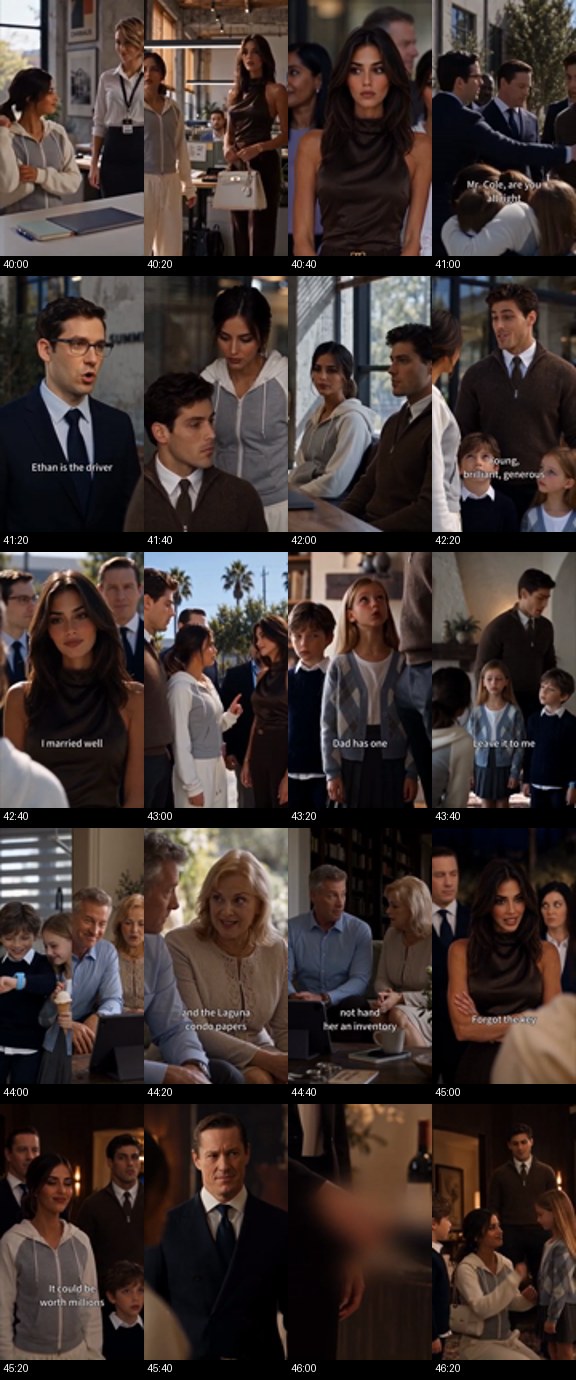 40:00
40:20
40:40
Mr. Cole, are you
allright
41:00
SUMM
Ethan is the driver
41:20
41:40
42:00
Young,
brilliant, generous
42:20
I married well
42:40
43:00
Dad has one
43:20
Leave it to me
43:40
44:00
and the Laguna
condo papers
44:20
not hand
her an inventory
44:40
Forgot the key
45:00
It could be
worth millions
45:20
45:40
46:00
46:20